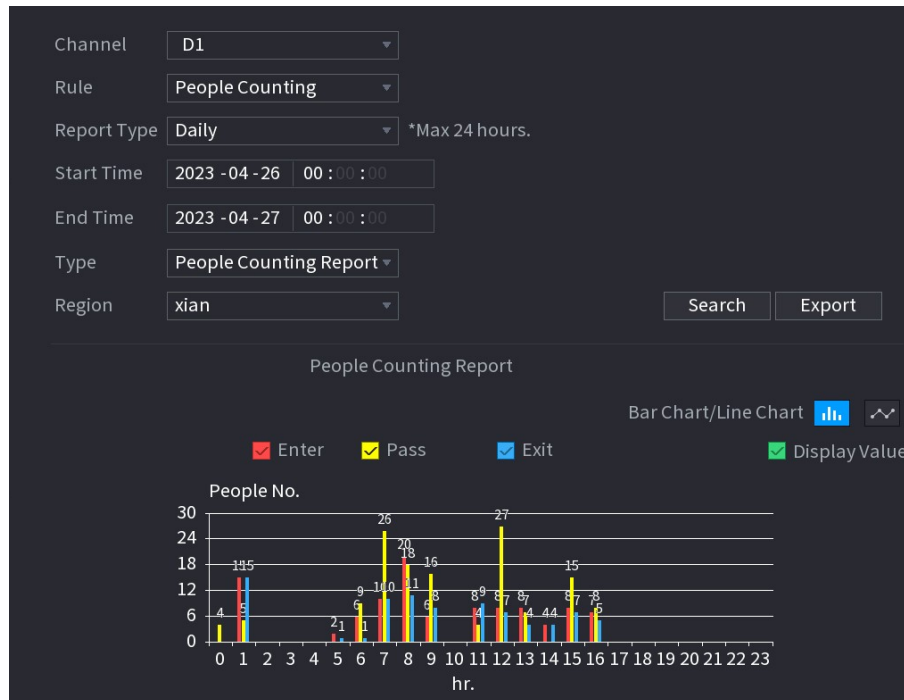 Channel D1
Rule People Counting
Report Type Daily *Max 24 hours.
Start Time 2023 -04 -26 00 : 00 : 00
End Time 2023 -04 -27 00 : 00 : 00
Type People Counting Report
Region xian Search Export
People Counting Report
Bar Chart/Line Chart
Enter Pass Exit Display Value
People No.
30
24
18
12
6
0
4
15 5 15
2 1
6 9 1
10 26 10
20 18 11
6 16 8
8 4 9
8 27 7
8 7 4
4 4
8 15 7
7 8 5
0 1 2 3 4 5 6 7 8 9 10 11 12 13 14 15 16 17 18 19 20 21 22 23
hr.